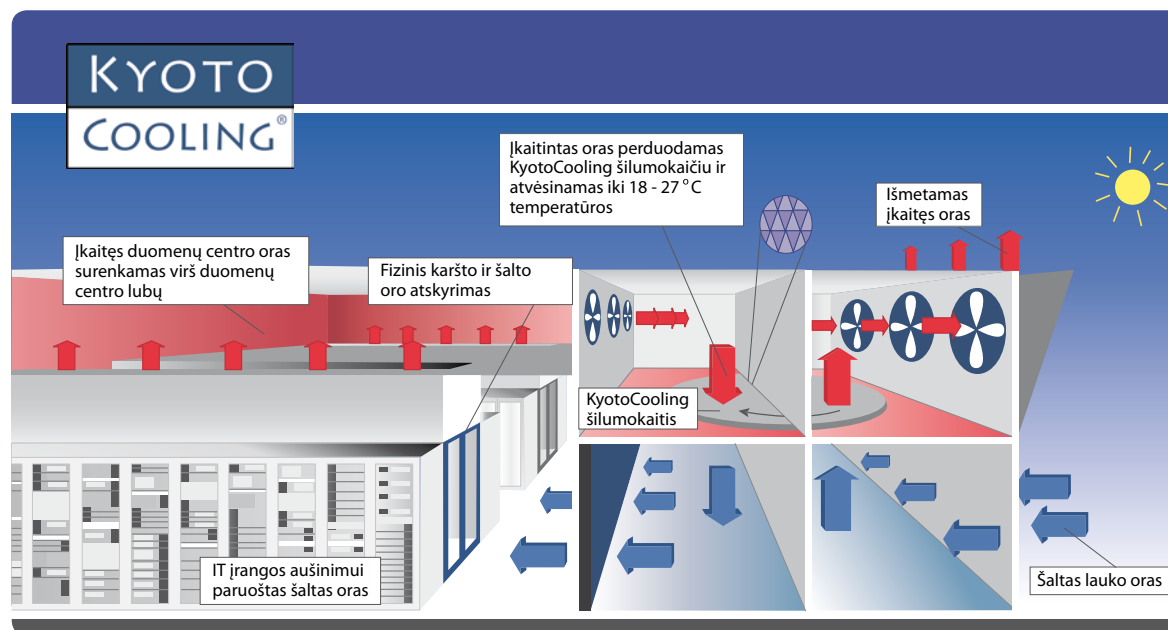 KYOTO
COOLING®
Įkaitintas oras perduodamas
KyotoCooling šilumokaičiu ir
atvėsinamas iki 18 - 27 °C
temperatūros
Išmetamas
įkaitęs oras
Įkaitęs duomenų centro oras
surenkamas virš duomenų
centro lubų
Fizinis karšto ir šalto
oro atskyrimas
KyotoCooling
šilumokaitis
IT įrangos aušinimui
paruoštas šaltas oras
Šaltas lauko oras